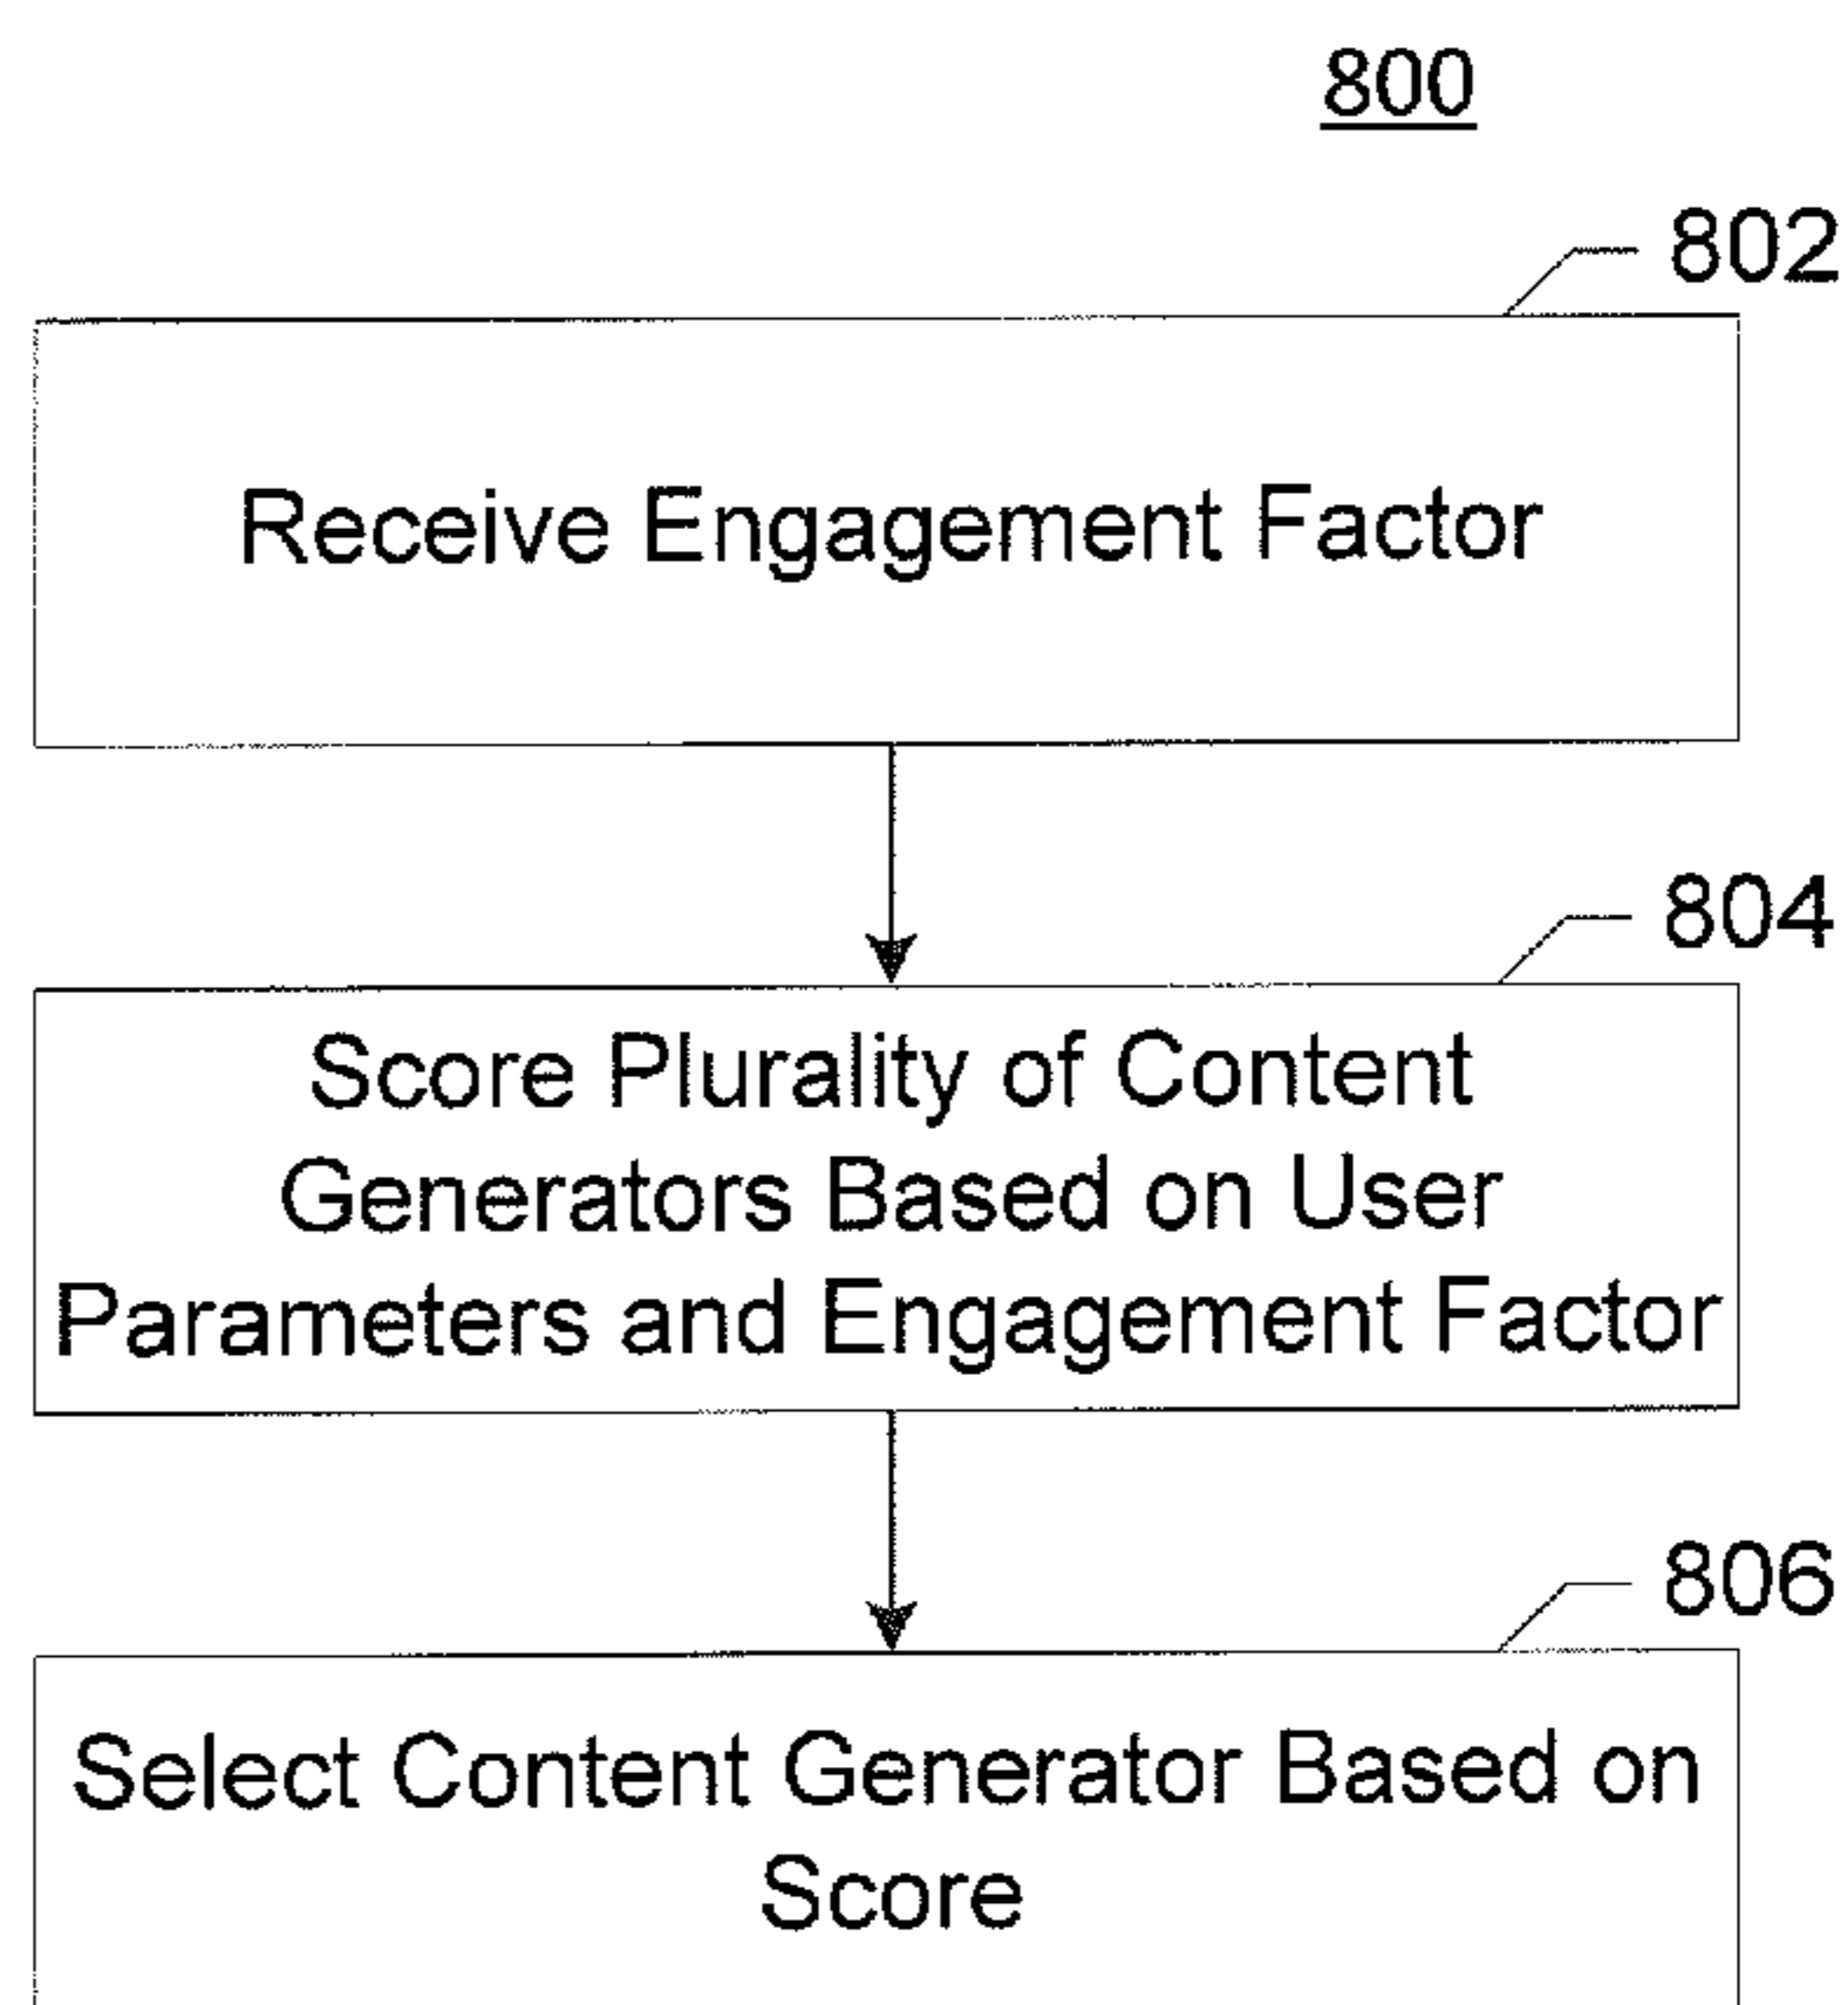 800
802
Receive Engagement Factor
804
Score Plurality of Content
Generators Based on User
Parameters and Engagement Factor
806
Select Content Generator Based on
Score